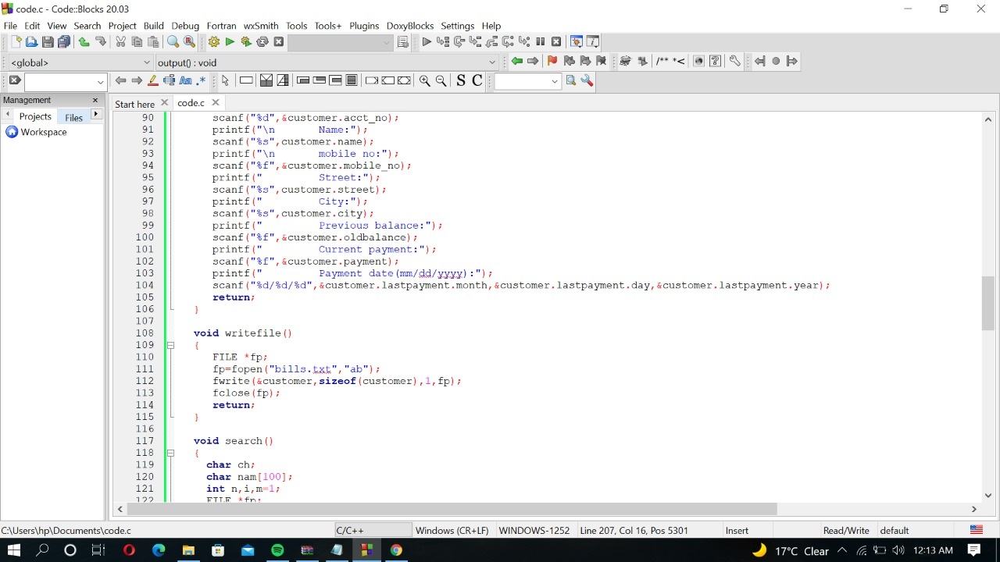 code.c - Code::Blocks 20.03
File Edit View Search Project Build Debug Fortran wxSmith Tools Tools+ Plugins DoxyBlocks Settings Help
<global> output() : void
/** *<
Aa .* S C
Management
Projects Files
Workspace
Start here code.c
90 scanf("%d",&customer.acct_no);
91 printf("\n       Name:");
92 scanf("%s",customer.name);
93 printf("\n       mobile no:");
94 scanf("%f",&customer.mobile_no);
95 printf("         Street:");
96 scanf("%s",customer.street);
97 printf("         City:");
98 scanf("%s",customer.city);
99 printf("         Previous balance:");
100 scanf("%f",&customer.oldbalance);
101 printf("         Current payment:");
102 scanf("%f",&customer.payment);
103 printf("         Payment date(mm/dd/yyyy):");
104 scanf("%d/%d/%d",&customer.lastpayment.month,&customer.lastpayment.day,&customer.lastpayment.year);
105 return;
106 }
107
108 void writefile()
109 {
110 FILE *fp;
111 fp=fopen("bills.txt","ab");
112 fwrite(&customer,sizeof(customer),1,fp);
113 fclose(fp);
114 return;
115 }
116
117 void search()
118 {
119 char ch;
120 char nam[100];
121 int n,i,m=1;
122 FILE *fp;
C:\Users\hp\Documents\code.c C/C++ Windows (CR+LF) WINDOWS-1252 Line 207, Col 16, Pos 5301 Insert Read/Write default
17°C Clear 12:13 AM